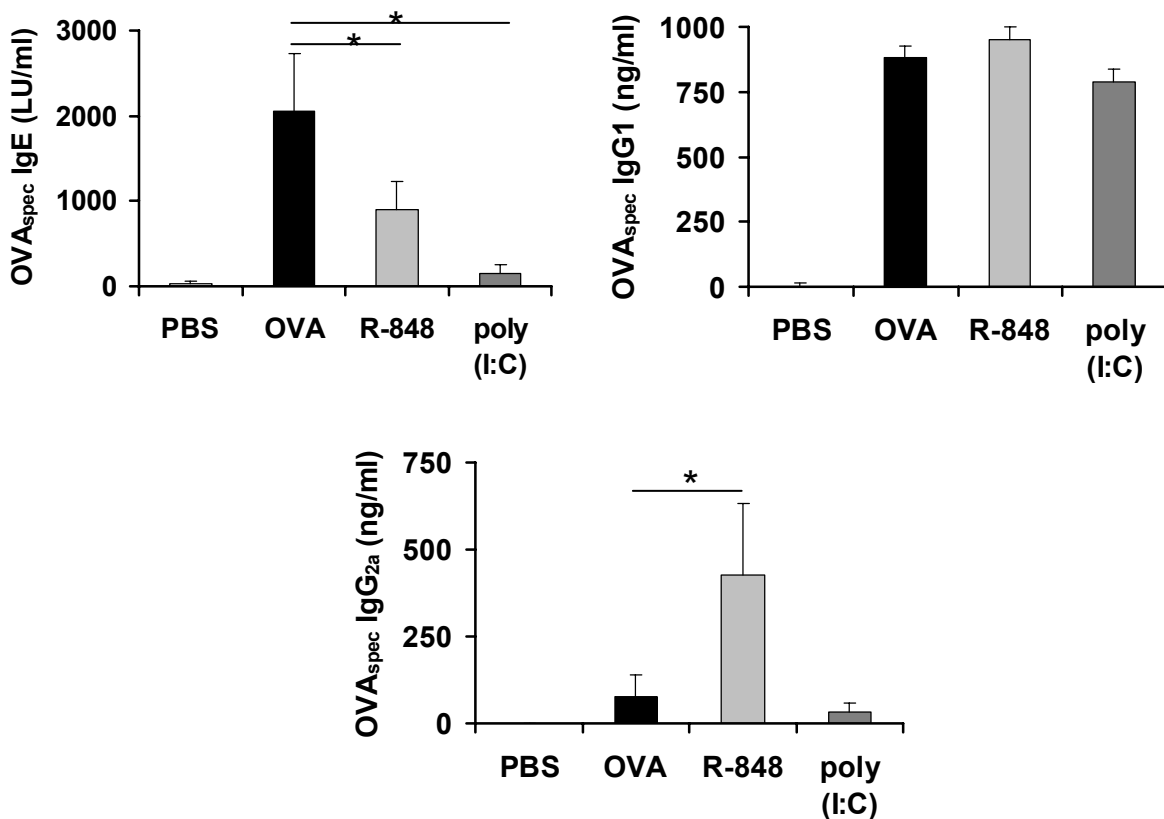 OVAspec IgE (LU/ml)
3000
2000
1000
0
*
*
PBS OVA R-848 poly
(I:C)
OVAspec IgG1 (ng/ml)
1000
750
500
250
0
PBS OVA R-848 poly
(I:C)
OVAspec IgG2a (ng/ml)
750
500
250
0
*
PBS OVA R-848 poly
(I:C)